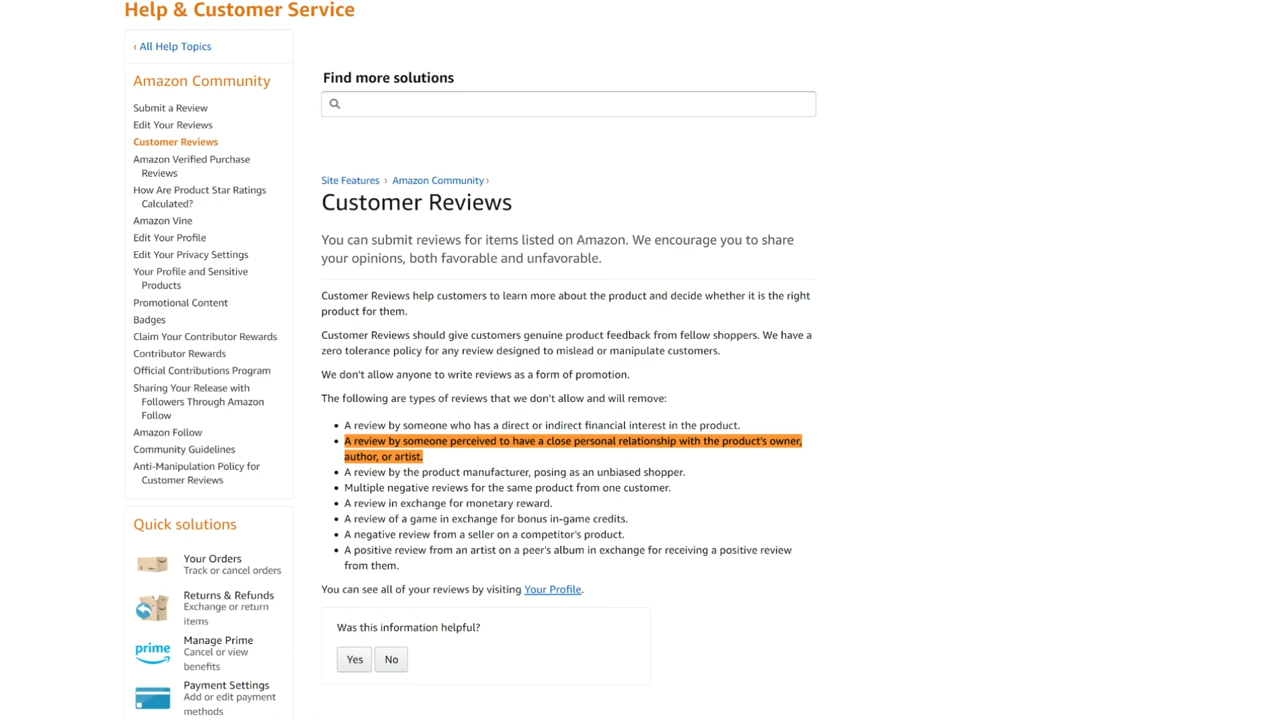 Help & Customer Service
‹ All Help Topics
Amazon Community
Submit a Review
Edit Your Reviews
Customer Reviews
Amazon Verified Purchase
Reviews
How Are Product Star Ratings
Calculated?
Amazon Vine
Edit Your Profile
Edit Your Privacy Settings
Your Profile and Sensitive
Products
Promotional Content
Badges
Claim Your Contributor Rewards
Contributor Rewards
Official Contributions Program
Sharing Your Release with
Followers Through Amazon
Follow
Amazon Follow
Community Guidelines
Anti-Manipulation Policy for
Customer Reviews
Quick solutions
Your Orders
Track or cancel orders
Returns & Refunds
Exchange or return
items
prime
Manage Prime
Cancel or view
benefits
Payment Settings
Add or edit payment
methods
Find more solutions
Site Features › Amazon Community ›
Customer Reviews
You can submit reviews for items listed on Amazon. We encourage you to share
your opinions, both favorable and unfavorable.
Customer Reviews help customers to learn more about the product and decide whether it is the right
product for them.
Customer Reviews should give customers genuine product feedback from fellow shoppers. We have a
zero tolerance policy for any review designed to mislead or manipulate customers.
We don't allow anyone to write reviews as a form of promotion.
The following are types of reviews that we don't allow and will remove:
• A review by someone who has a direct or indirect financial interest in the product.
• A review by someone perceived to have a close personal relationship with the product's owner,
author, or artist.
• A review by the product manufacturer, posing as an unbiased shopper.
• Multiple negative reviews for the same product from one customer.
• A review in exchange for monetary reward.
• A review of a game in exchange for bonus in-game credits.
• A negative review from a seller on a competitor's product.
• A positive review from an artist on a peer's album in exchange for receiving a positive review
from them.
You can see all of your reviews by visiting Your Profile.
Was this information helpful?
Yes No